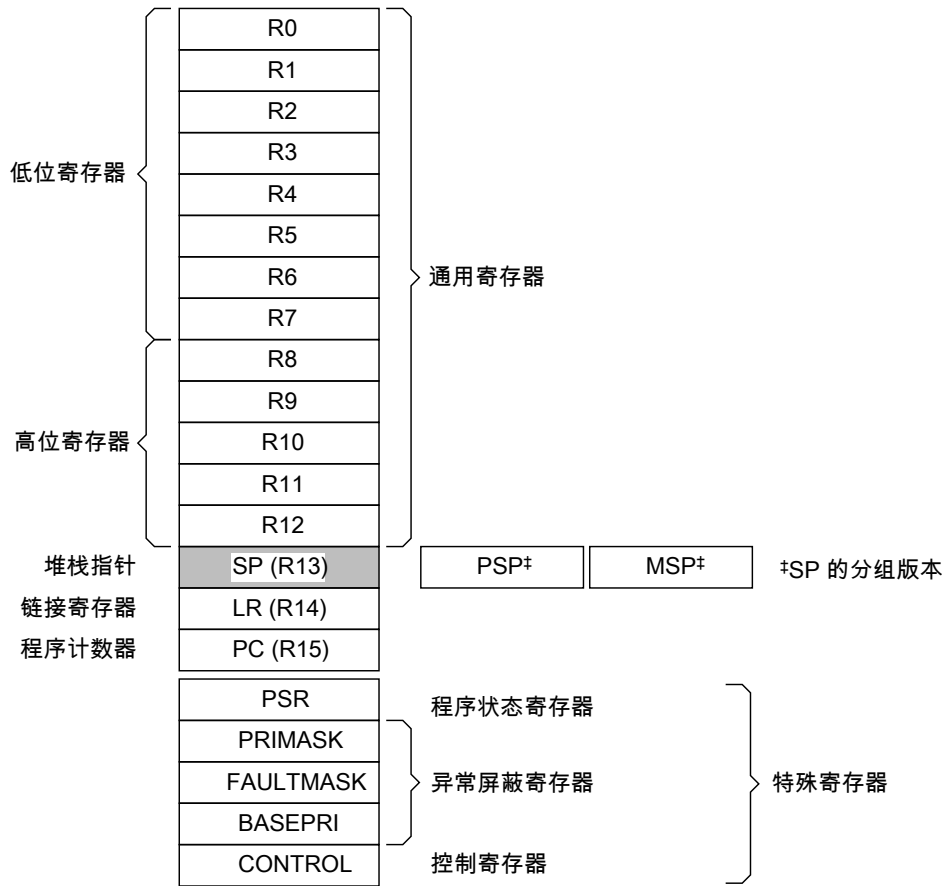 R0
R1
R2
R3
低位寄存器
R4
R5
R6
通用寄存器
R7
R8
R9
高位寄存器
R10
R11
R12
堆栈指针 SP (R13) PSP‡ MSP‡ ‡SP 的分组版本
链接寄存器 LR (R14)
程序计数器 PC (R15)
PSR 程序状态寄存器
PRIMASK
FAULTMASK 异常屏蔽寄存器 特殊寄存器
BASEPRI
CONTROL 控制寄存器